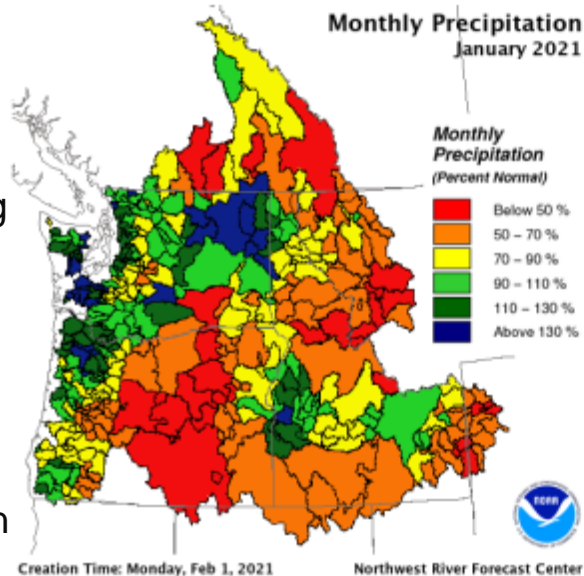 Monthly Precipitation
January 2021
Monthly
Precipitation
(Percent Normal)
Below 50 %
50 - 70 %
70 - 90 %
90 - 110 %
110 - 130 %
Above 130 %
g
n
NOAA
Creation Time: Monday, Feb 1, 2021
Northwest River Forecast Center